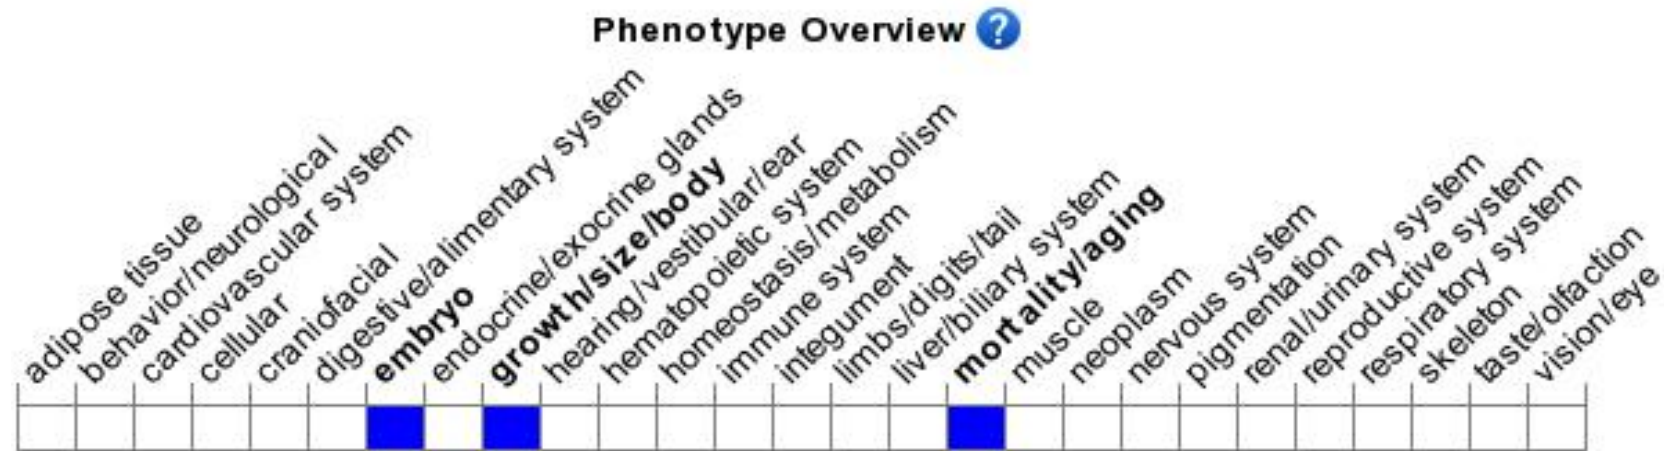 Phenotype Overview ?
adipose tissue
behavior/neurological
cardiovascular system
cellular
craniofacial
digestive/alimentary system
embryo
endocrine/exocrine glands
growth/size/body
hearing/vestibular/ear
hematopoietic system
homeostasis/metabolism
immune system
integument
limbs/digits/tail
liver/biliary system
mortality/aging
muscle
neoplasm
nervous system
pigmentation
renal/urinary system
reproductive system
respiratory system
skeleton
taste/olfaction
vision/eye